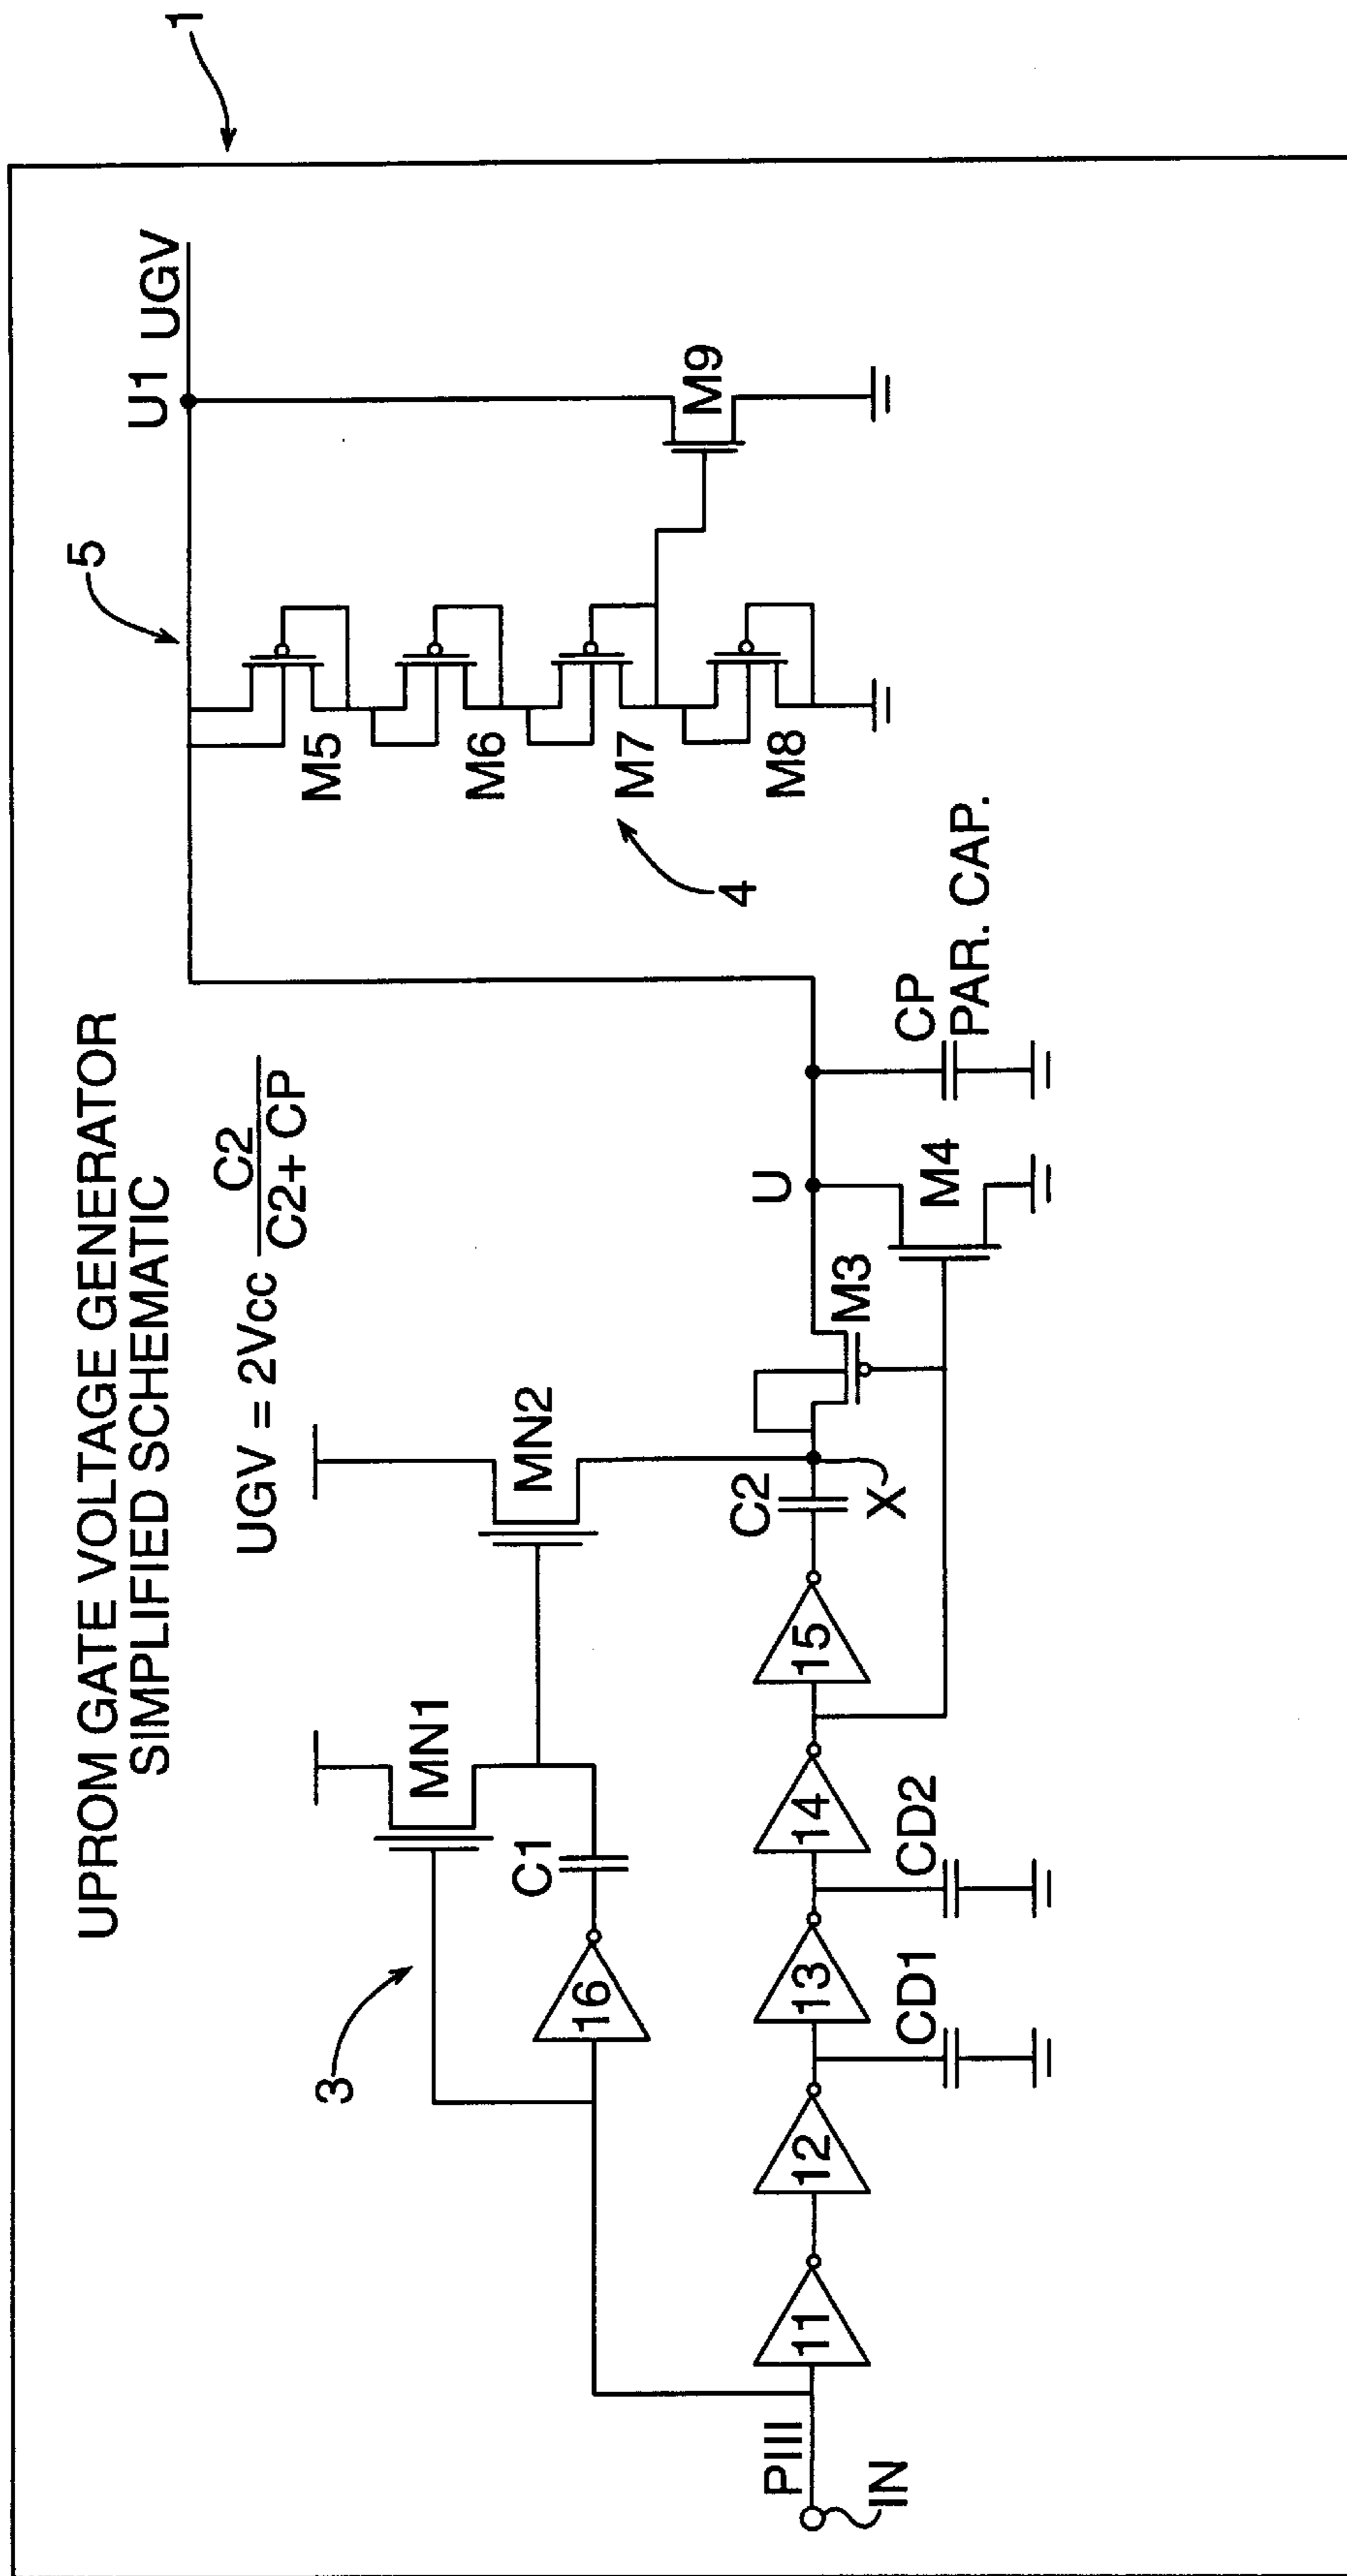 UPROM GATE VOLTAGE GENERATOR
SIMPLIFIED SCHEMATIC
UGV = 2Vcc C2
C2+ CP
1
3
MN1
MN2
C1
16
5
U1 UGV
M5
M6
M7
M8
M9
4
PIII
IN
11
12
13
14
15
CD1
CD2
C2
X
M3
U
M4
CP
PAR. CAP.